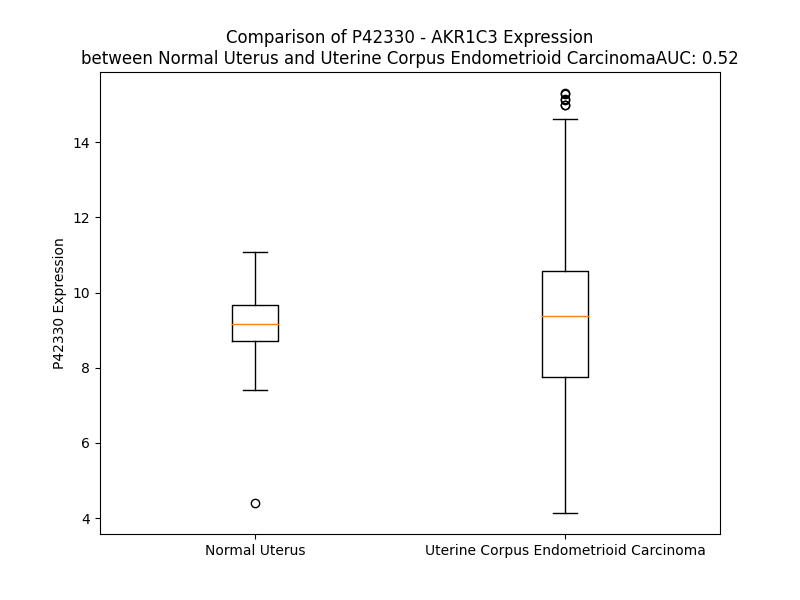 Comparison of P42330 - AKR1C3 Expression
between Normal Uterus and Uterine Corpus Endometrioid CarcinomaAUC: 0.52
P42330 Expression
14
12
10
8
6
4
Normal Uterus
Uterine Corpus Endometrioid Carcinoma